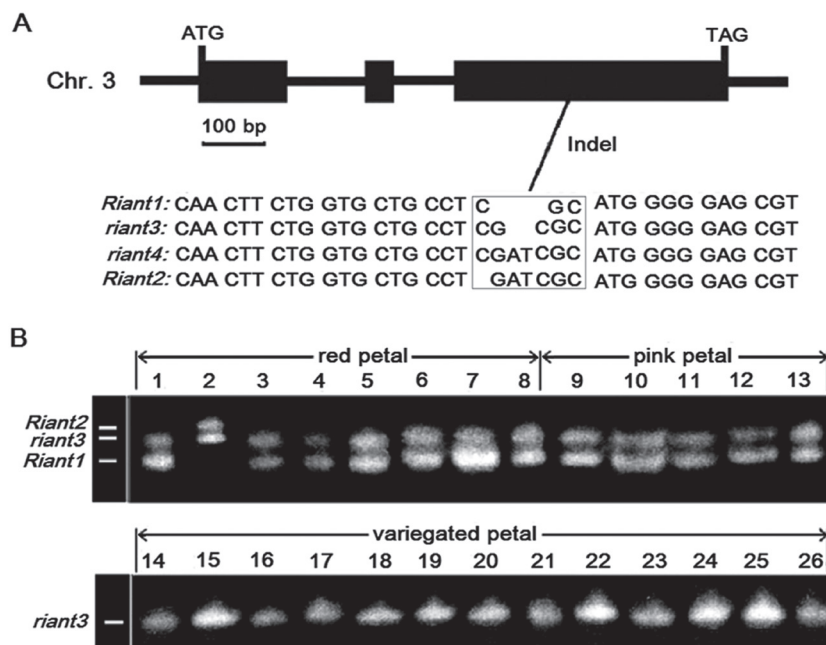 A
ATG
TAG
Chr. 3
100 bp
Indel
Riant1: CAA CTT CTG GTG CTG CCT C GC ATG GGG GAG CGT
riant3: CAA CTT CTG GTG CTG CCT CG CGC ATG GGG GAG CGT
riant4: CAA CTT CTG GTG CTG CCT CGATCGC ATG GGG GAG CGT
Riant2: CAA CTT CTG GTG CTG CCT GATCGC ATG GGG GAG CGT
B
red petal pink petal
1 2 3 4 5 6 7 8 9 10 11 12 13
Riant2
riant3
Riant1
variegated petal
14 15 16 17 18 19 20 21 22 23 24 25 26
riant3